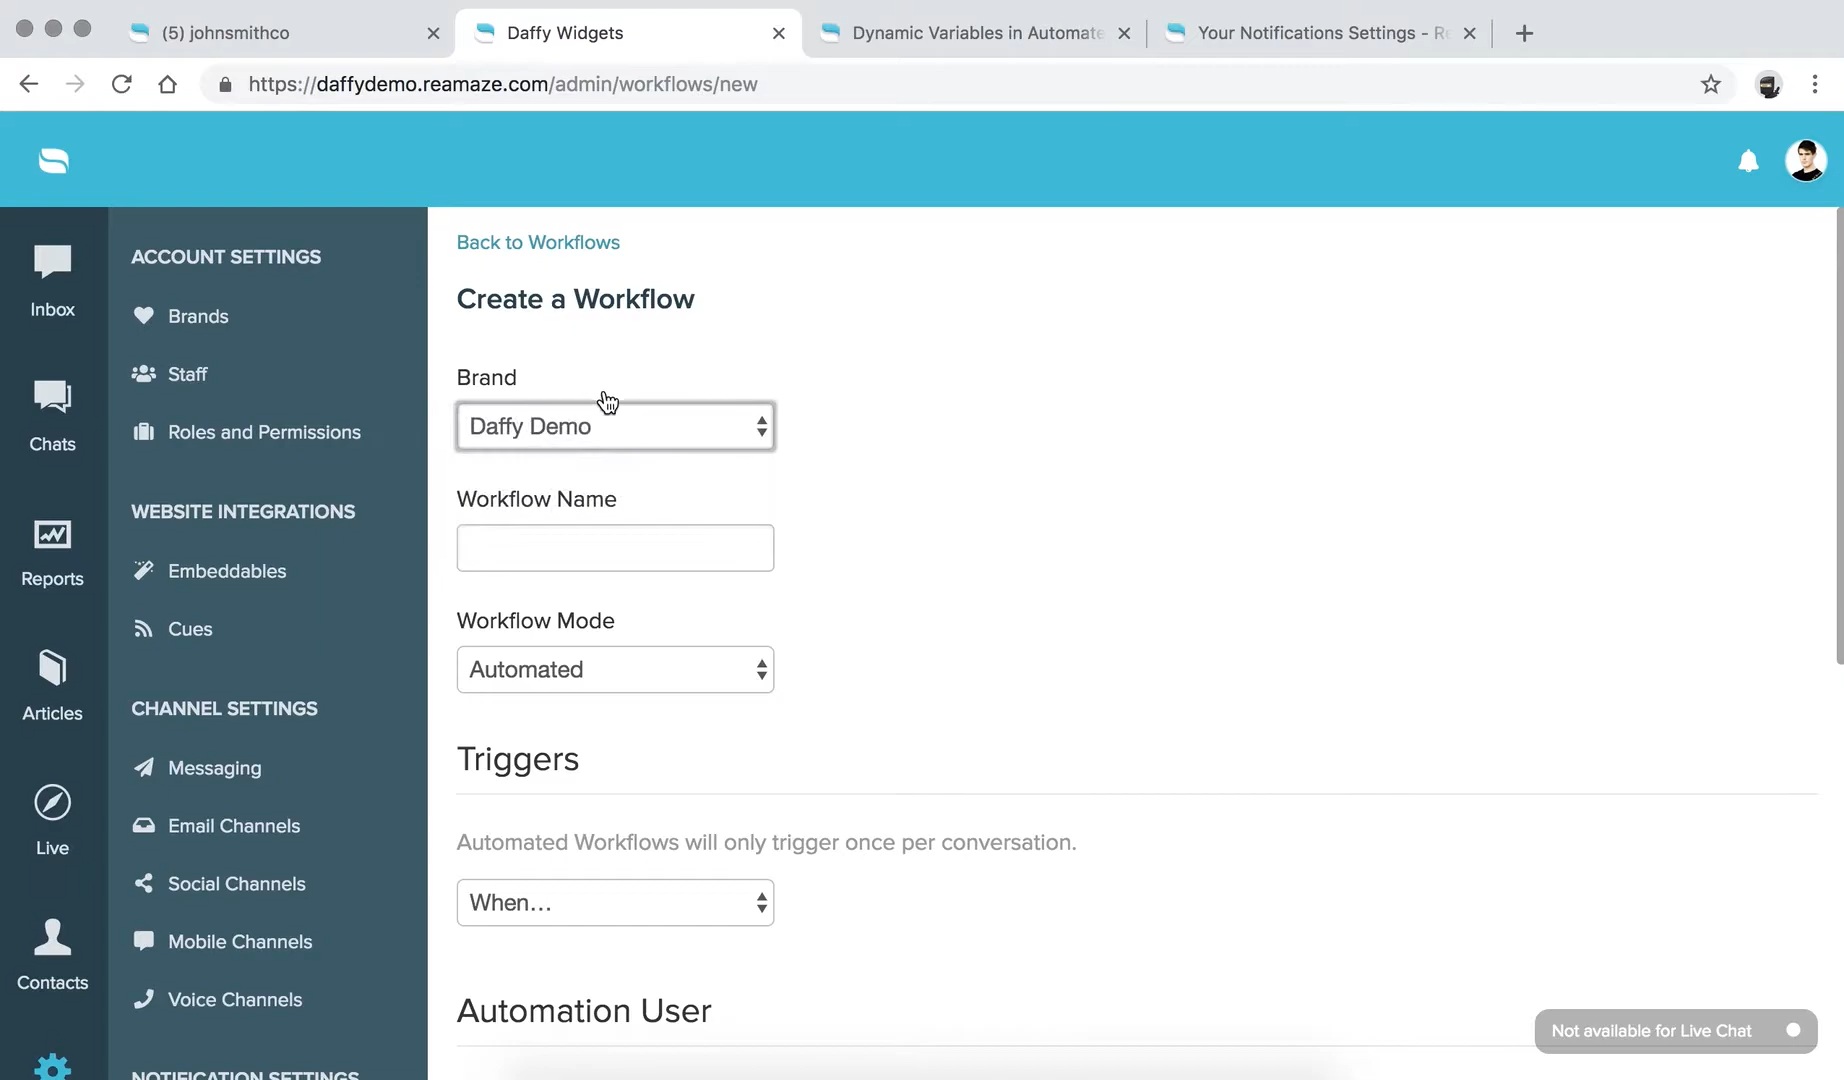 (5) johnsmithco
Daffy Widgets
Dynamic Variables in Automate
Your Notifications Settings - Re
https://daffydemo.reamaze.com/admin/workflows/new
Inbox
Chats
Reports
Articles
Live
Contacts
ACCOUNT SETTINGS
Brands
Staff
Roles and Permissions
WEBSITE INTEGRATIONS
Embeddables
Cues
CHANNEL SETTINGS
Messaging
Email Channels
Social Channels
Mobile Channels
Voice Channels
NOTIFICATION SETTINGS
Back to Workflows
Create a Workflow
Brand
Daffy Demo
Workflow Name
Workflow Mode
Automated
Triggers
Automated Workflows will only trigger once per conversation.
When...
Automation User
Not available for Live Chat